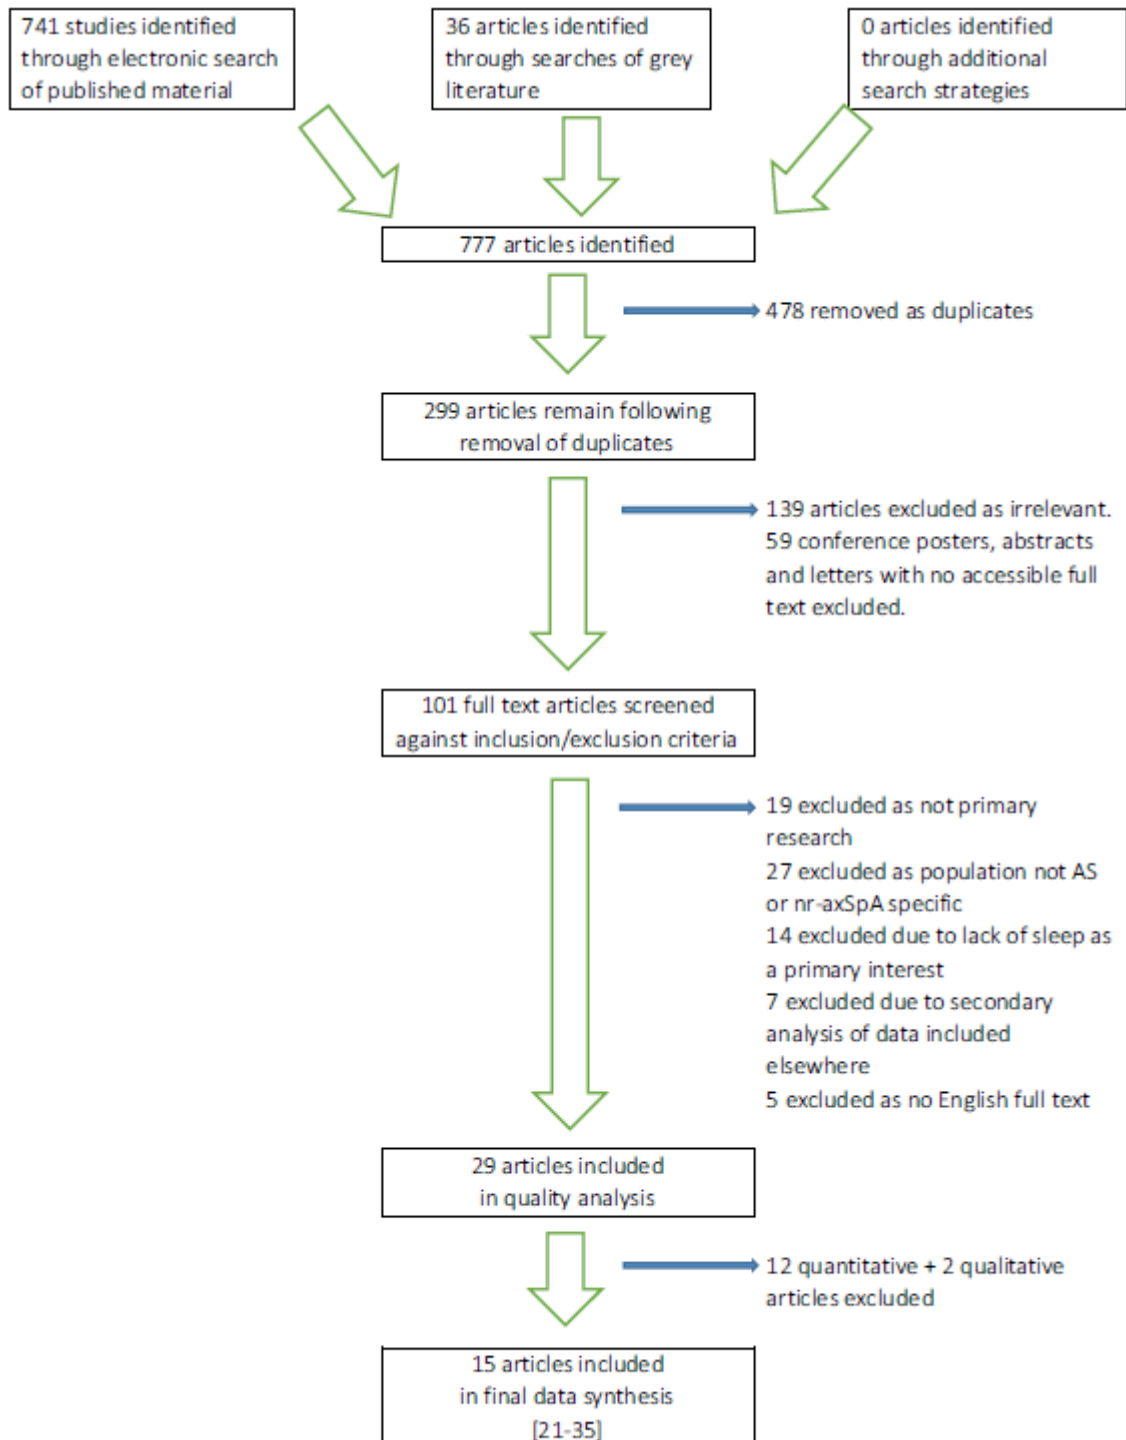 741 studies identified
through electronic search
of published material
36 articles identified
through searches of grey
literature
0 articles identified
through additional
search strategies
777 articles identified
478 removed as duplicates
299 articles remain following
removal of duplicates
139 articles excluded as irrelevant.
59 conference posters, abstracts
and letters with no accessible full
text excluded.
101 full text articles screened
against inclusion/exclusion criteria
19 excluded as not primary
research
27 excluded as population not AS
or nr-axSpA specific
14 excluded due to lack of sleep as
a primary interest
7 excluded due to secondary
analysis of data included
elsewhere
5 excluded as no English full text
29 articles included
in quality analysis
12 quantitative + 2 qualitative
articles excluded
15 articles included
in final data synthesis
[21-35]